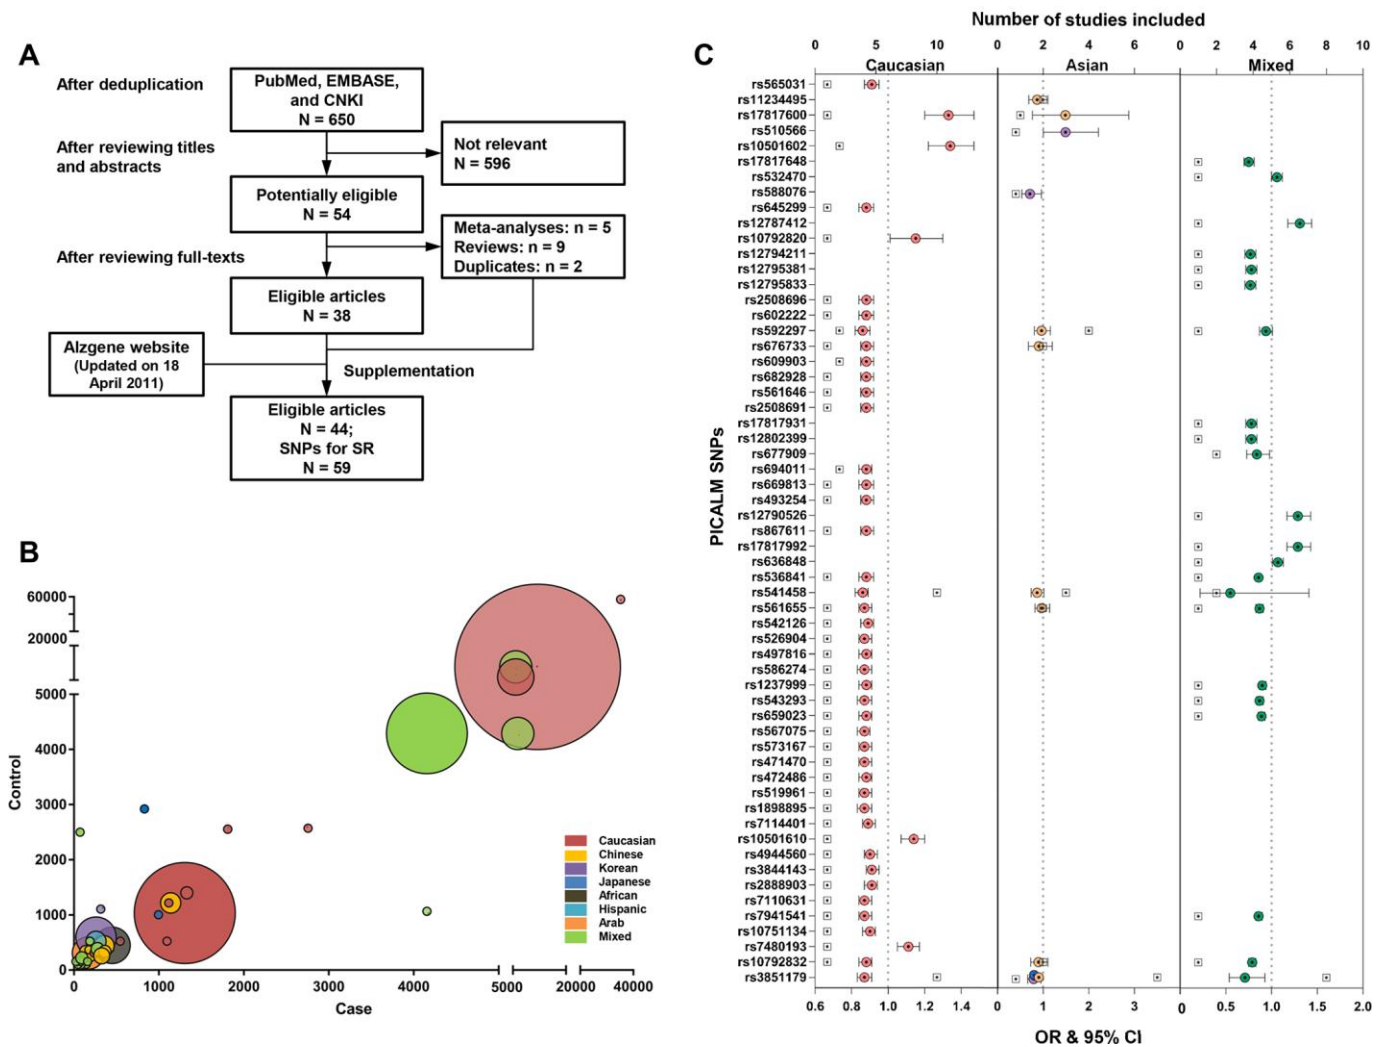 A
After deduplication
PubMed, EMBASE,
and CNKI
N = 650
After reviewing titles
and abstracts
Not relevant
N = 596
Potentially eligible
N = 54
After reviewing full-texts
Meta-analyses: n = 5
Reviews: n = 9
Duplicates: n = 2
Eligible articles
N = 38
Alzgene website
(Updated on 18
April 2011)
Supplementation
Eligible articles
N = 44;
SNPs for SR
N = 59
B
Control
60000
20000
5000
4000
3000
2000
1000
0
0 1000 2000 3000 4000 5000 20000 40000
Case
Caucasian
Chinese
Korean
Japanese
African
Hispanic
Arab
Mixed
C
Number of studies included
0 5 10 0 2 4 6 0 2 4 6 8 10
Caucasian Asian Mixed
PICALM SNPs
rs565031
rs11234495
rs17817600
rs510566
rs10501602
rs17817648
rs532470
rs588076
rs645299
rs12787412
rs10792820
rs12794211
rs12795381
rs12795833
rs2508696
rs602222
rs592297
rs676733
rs609903
rs682928
rs561646
rs2508691
rs17817931
rs12802399
rs677909
rs694011
rs669813
rs493254
rs12790526
rs867611
rs17817992
rs636848
rs536841
rs541458
rs561655
rs542126
rs526904
rs497816
rs586274
rs1237999
rs543293
rs659023
rs567075
rs573167
rs471470
rs472486
rs519961
rs1898895
rs7114401
rs10501610
rs4944560
rs3844143
rs2888903
rs7110631
rs7941541
rs10751134
rs7480193
rs10792832
rs3851179
0.6 0.8 1.0 1.2 1.4 0 1 2 3 0 0.5 1.0 1.5 2.0
OR & 95% CI